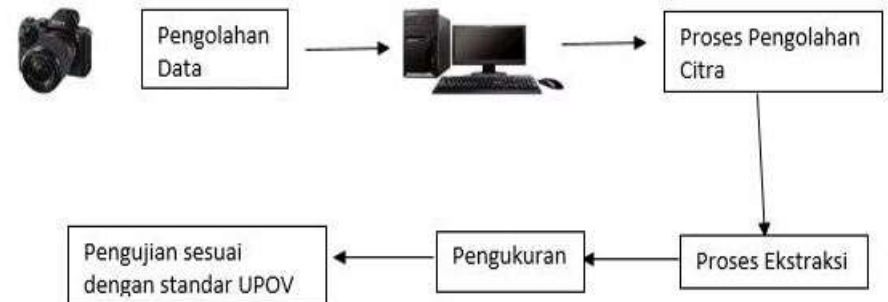 Pengolahan
Data
Proses Pengolahan
Citra
Proses Ekstraksi
Pengukuran
Pengujian sesuai
dengan standar UPOV